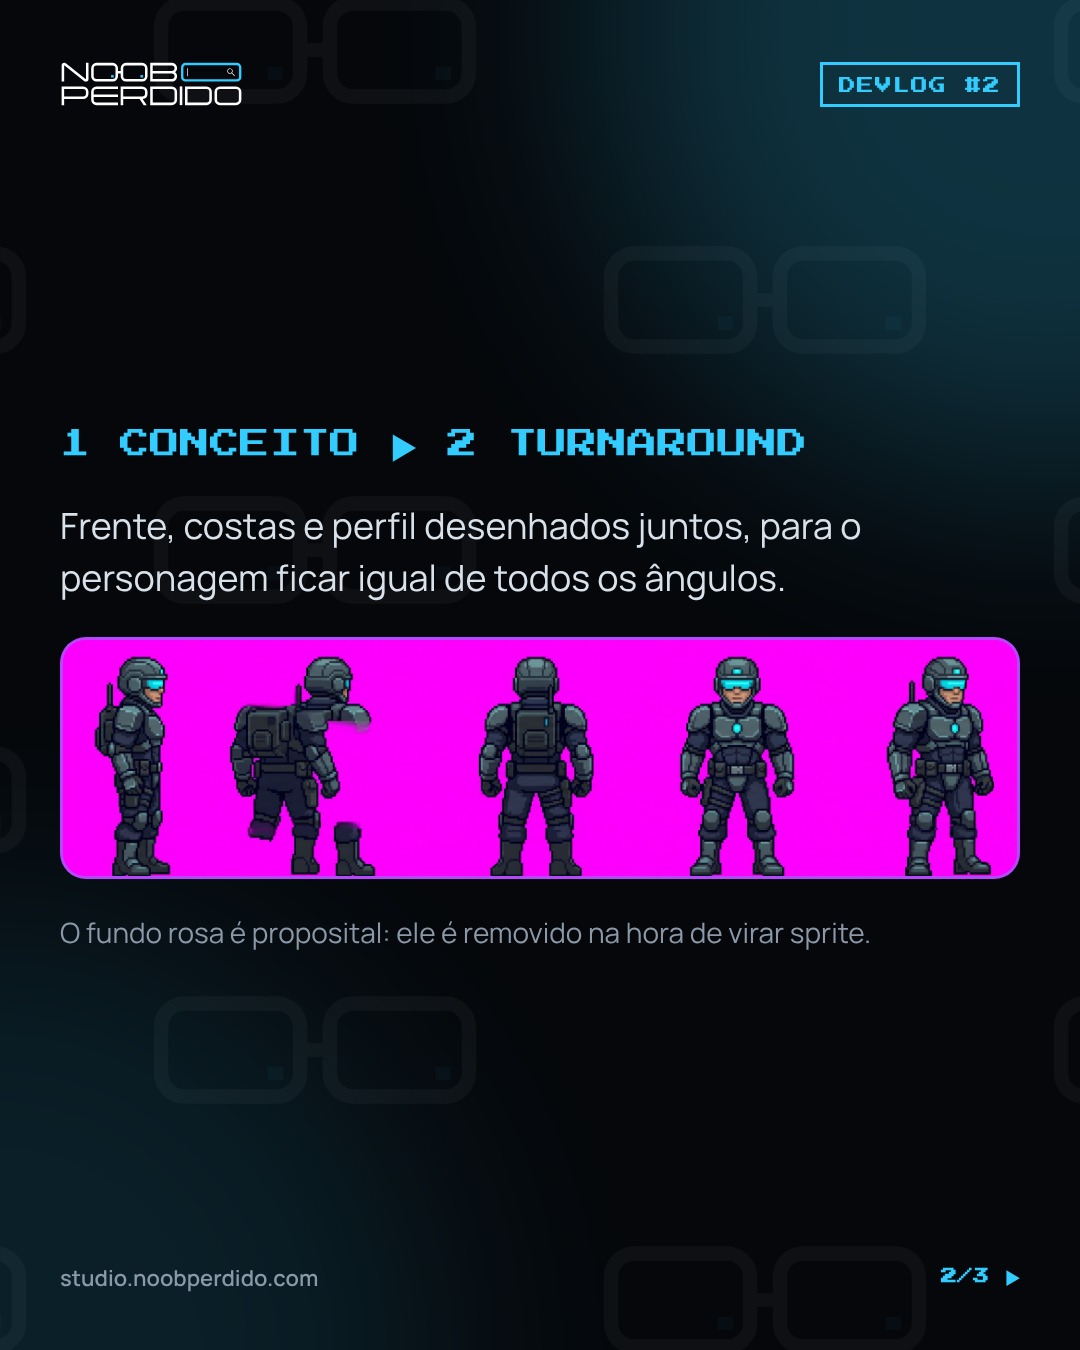 NOOB
PERDIDO
DEVLOG #2
1 CONCEITO ▶ 2 TURNAROUND
Frente, costas e perfil desenhados juntos, para o
personagem ficar igual de todos os ângulos.
O fundo rosa é proposital: ele é removido na hora de virar sprite.
studio.noobperdido.com
2/3 ▶